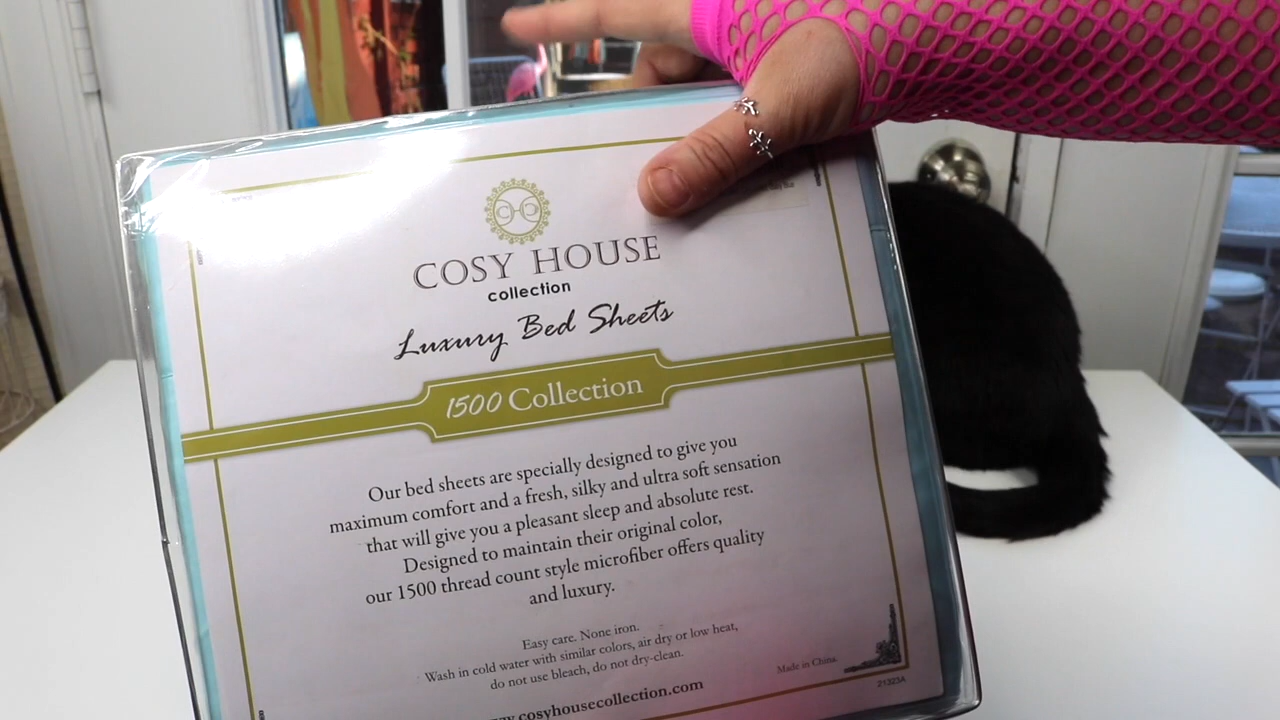 COSY HOUSE
collection
Luxury Bed Sheets
1500 Collection
Our bed sheets are specially designed to give you
maximum comfort and a fresh, silky and ultra soft sensation
that will give you a pleasant sleep and absolute rest.
Designed to maintain their original color,
our 1500 thread count style microfiber offers quality
and luxury.
Easy care. None iron.
Wash in cold water with similar colors, air dry or low heat,
do not use bleach, do not dry-clean.
Made in China.
cosyhousecollection.com
21323A